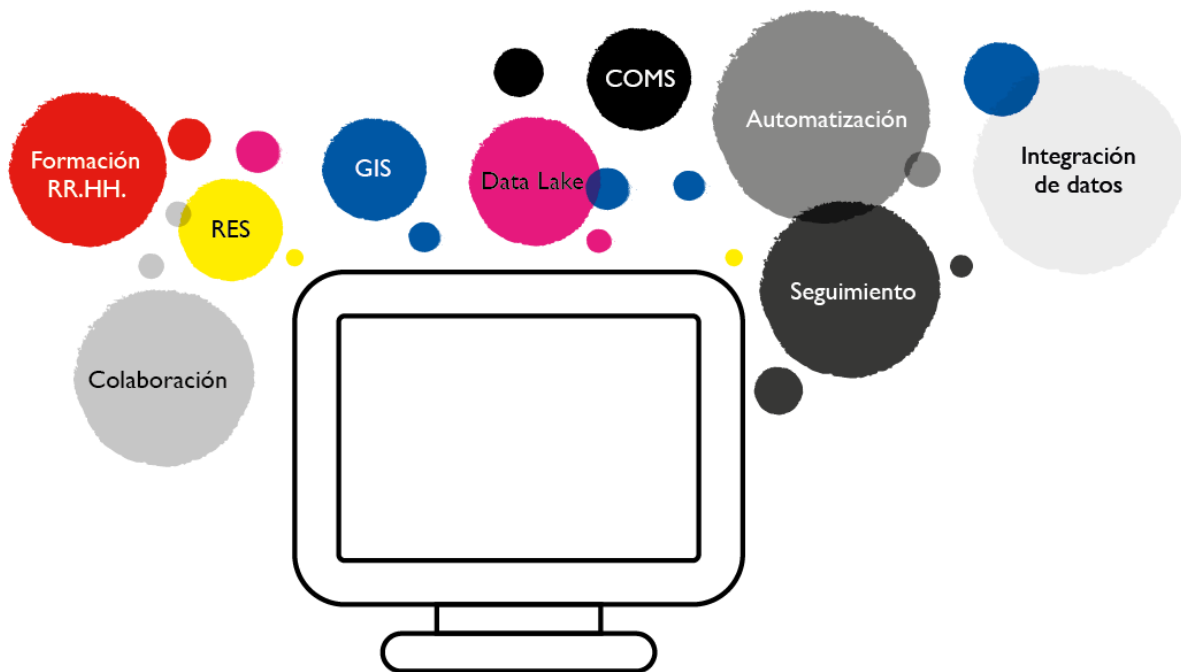 COMS
Automatización
Formación
RR.HH.
GIS
Data Lake
Integración
de datos
RES
Seguimiento
Colaboración